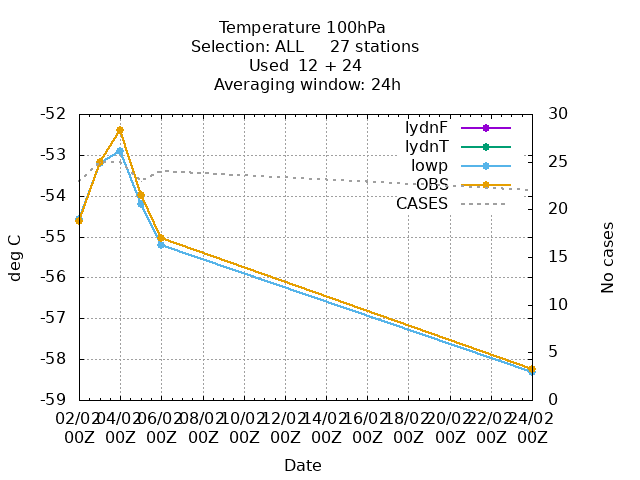 Temperature 100hPa
Selection: ALL 27 stations
Used 12 + 24
Averaging window: 24h
-52
-53
-54
-55
-56
-57
-58
-59
30
25
20
15
10
5
0
deg C
No cases
lydnF
lydnT
lowp
OBS
CASES
02/02 04/02 06/02 08/02 10/02 12/02 14/02 16/02 18/02 20/02 22/02 24/02
00Z 00Z 00Z 00Z 00Z 00Z 00Z 00Z 00Z 00Z 00Z 00Z
Date